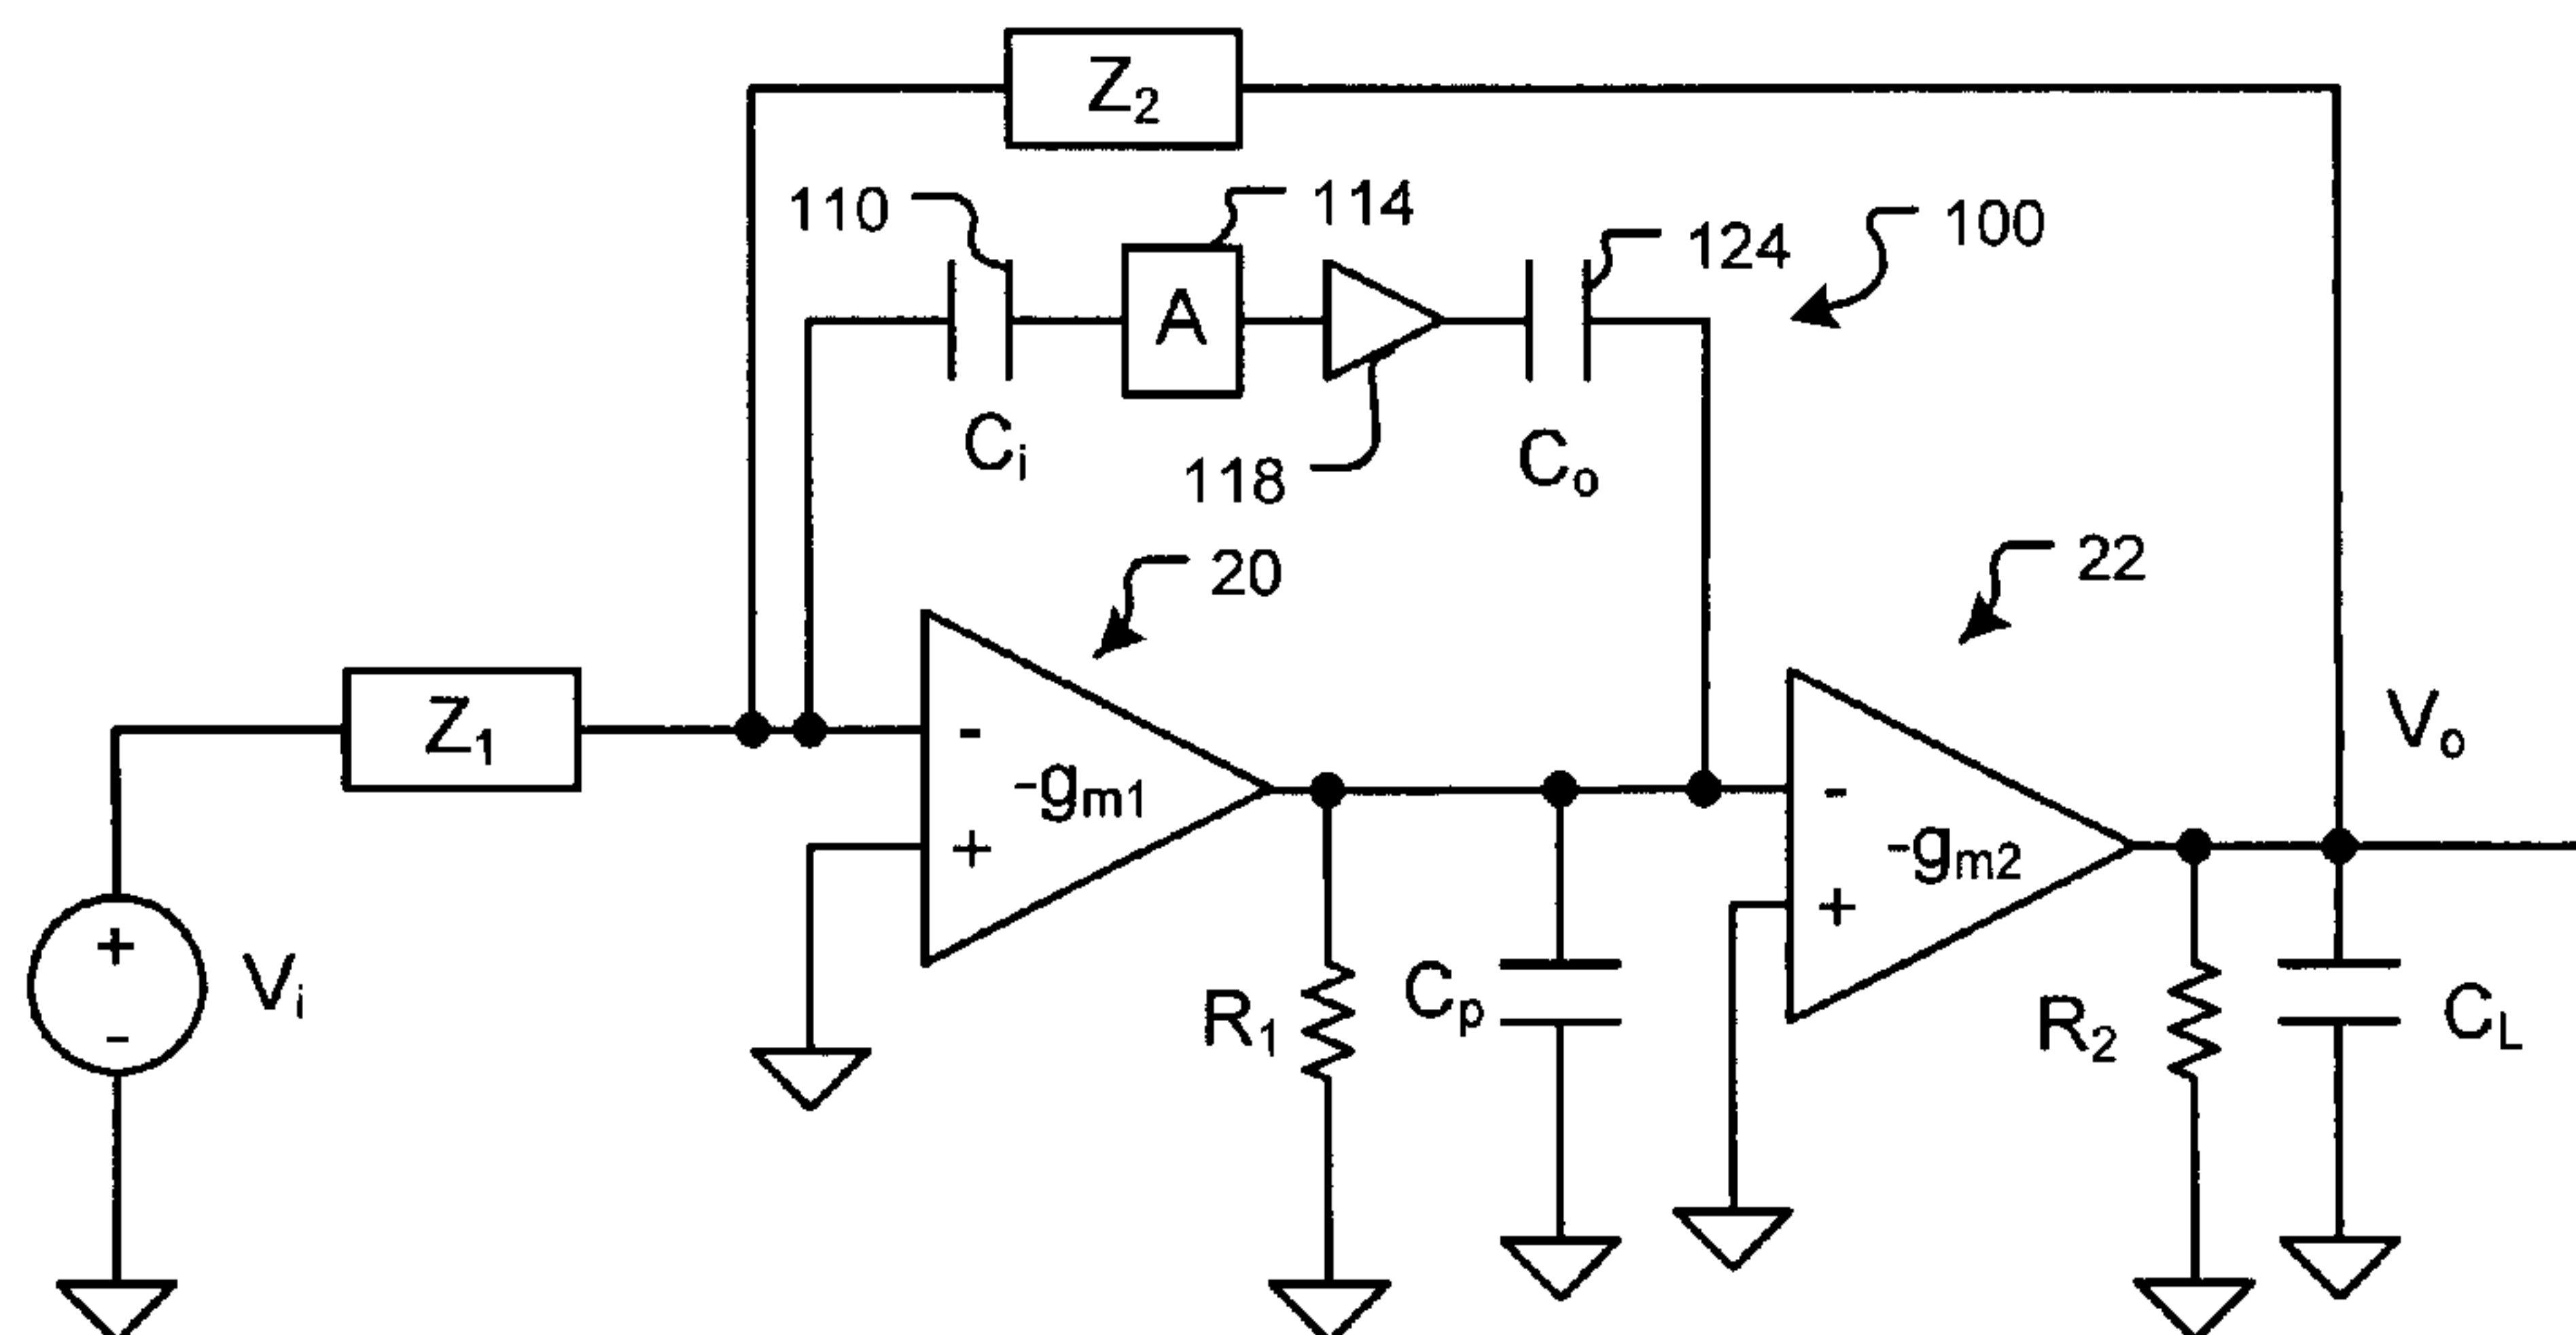 Z2
110
114
124
100
A
Ci
118
Co
20
22
Z1
-
-gm1
+
-
-gm2
+
Vo
+
-
Vi
R1
Cp
R2
CL